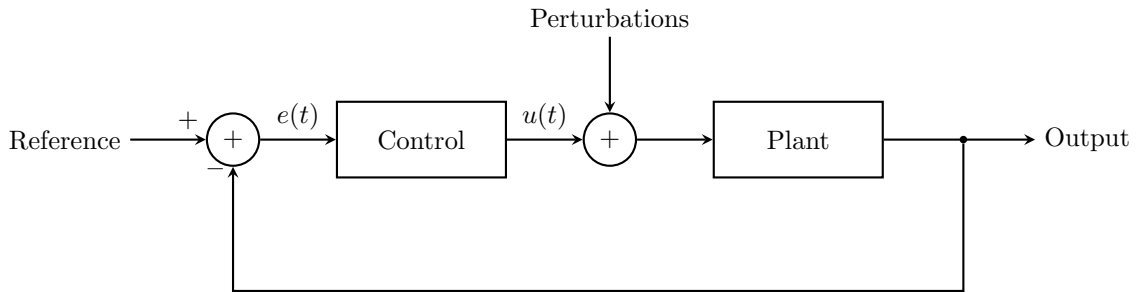 Perturbations
Reference
+
+
−
e(t)
Control
u(t)
+
Plant
Output